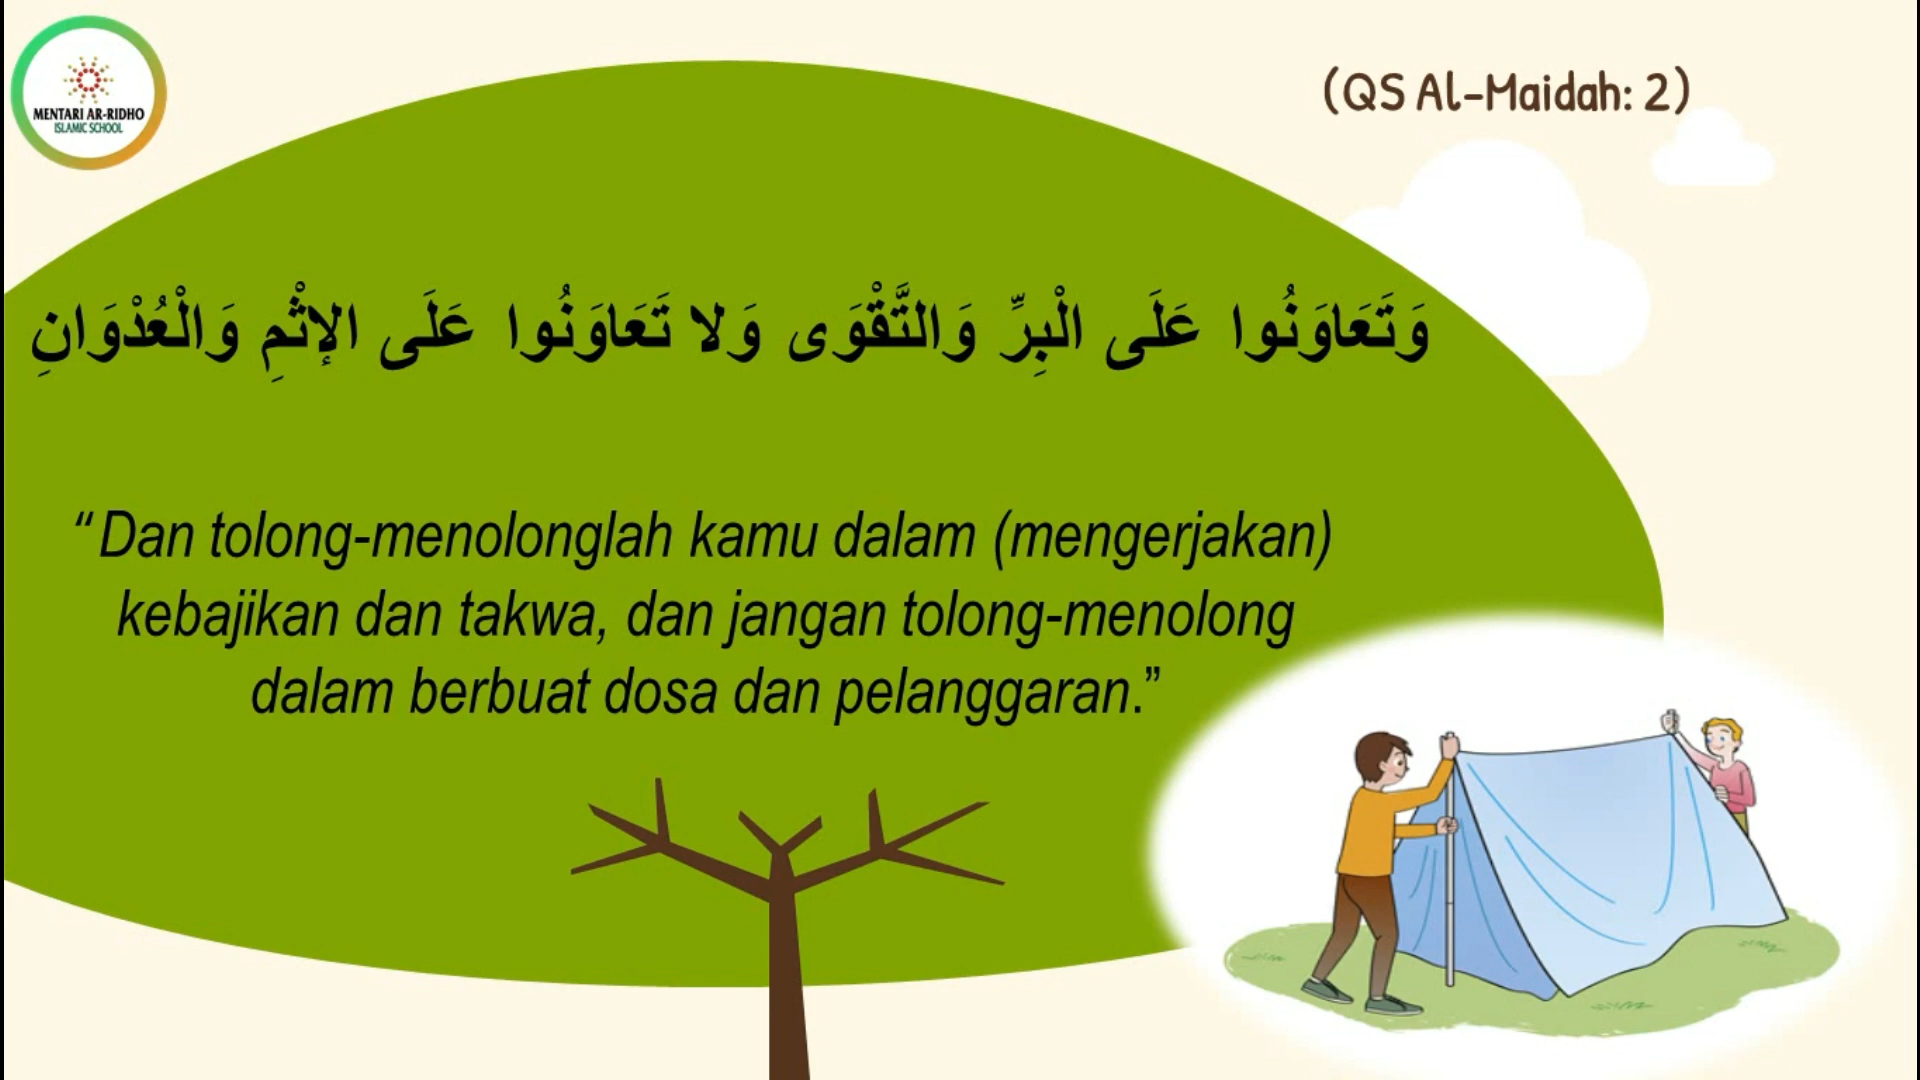 MENTARI AR-RIDHO
ISLAMIC SCHOOL
(QS Al-Maidah: 2)
وَتَعَاوَنُوا عَلَى الْبِرِّ وَالتَّقْوَى وَلا تَعَاوَنُوا عَلَى الإثْمِ وَالْعُدْوَانِ
“Dan tolong-menolonglah kamu dalam (mengerjakan)
kebajikan dan takwa, dan jangan tolong-menolong
dalam berbuat dosa dan pelanggaran.”